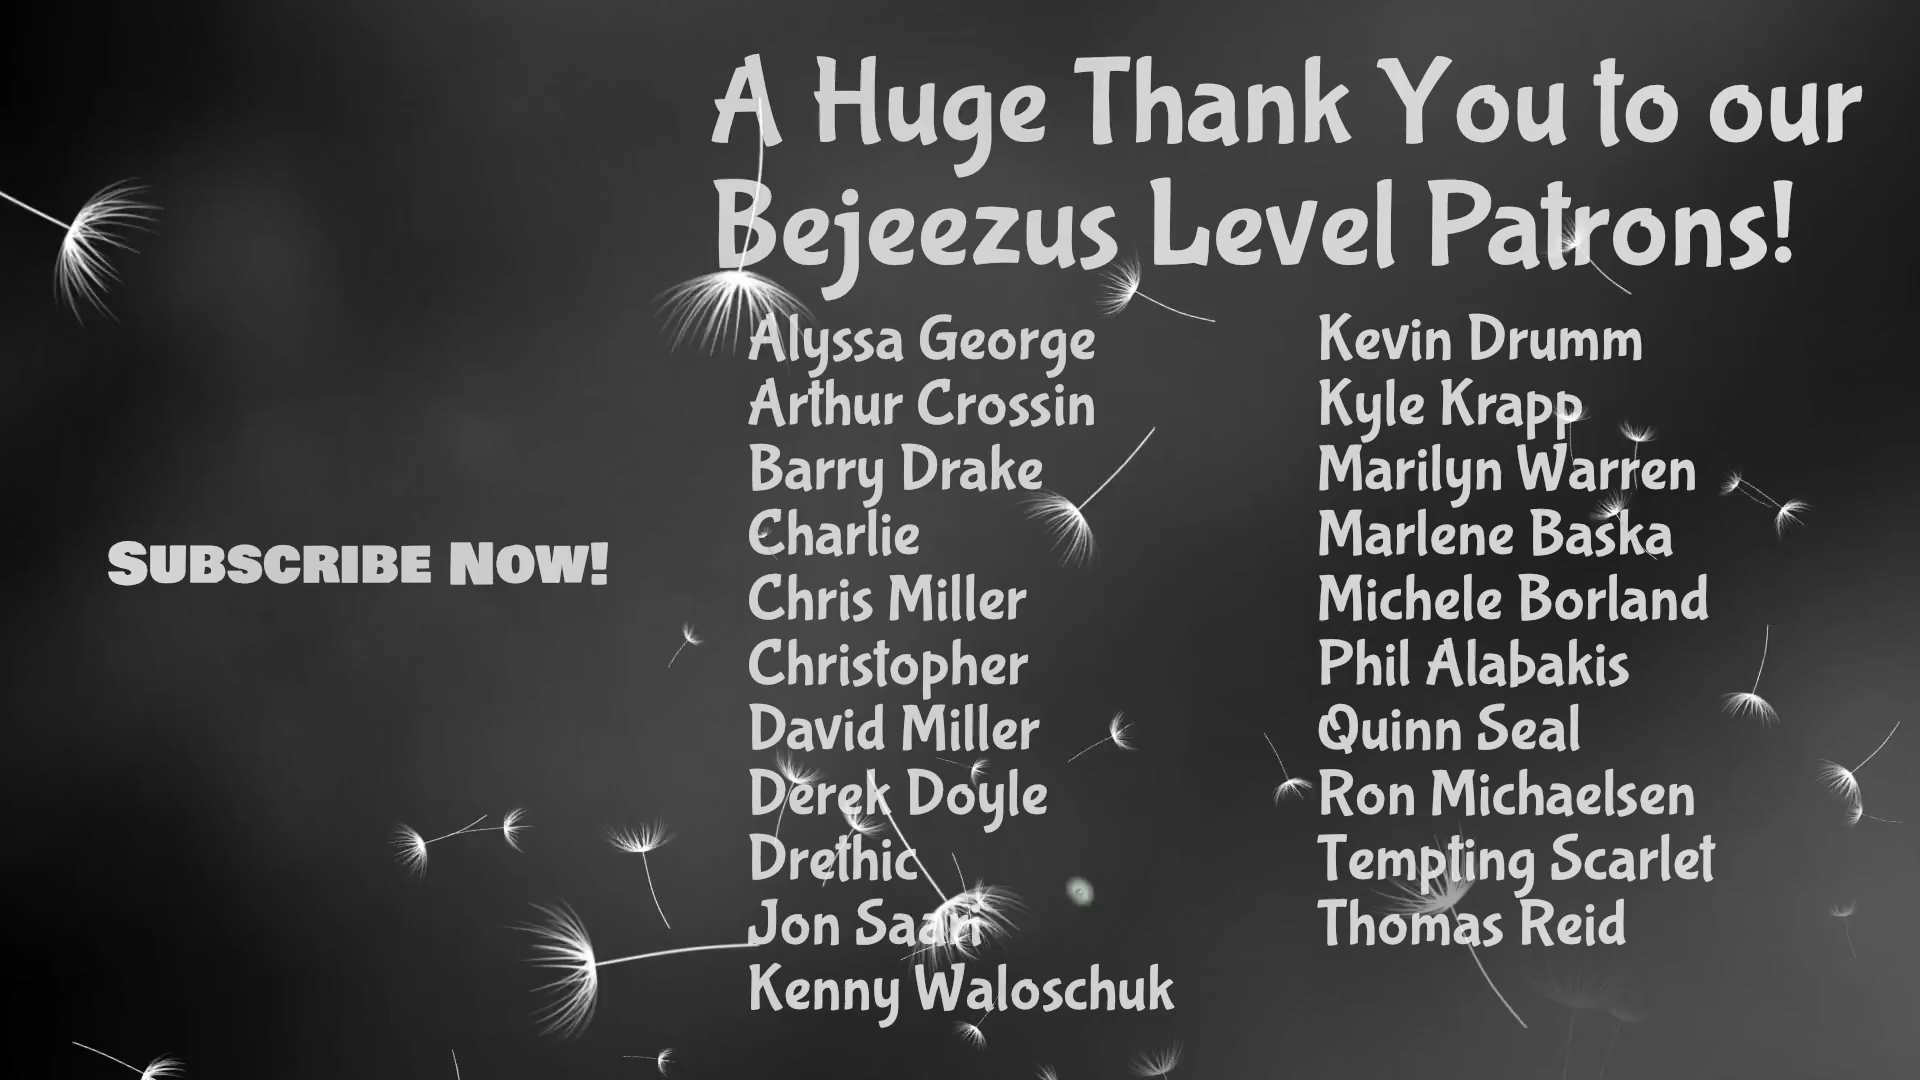 A Huge Thank You to our
Bejeezus Level Patrons!
Subscribe Now!
Alyssa George
Arthur Crossin
Barry Drake
Charlie
Chris Miller
Christopher
David Miller
Derek Doyle
Drethic
Jon Saari
Kenny Waloschuk
Kevin Drumm
Kyle Krapp
Marilyn Warren
Marlene Baska
Michele Borland
Phil Alabakis
Quinn Seal
Ron Michaelsen
Tempting Scarlet
Thomas Reid